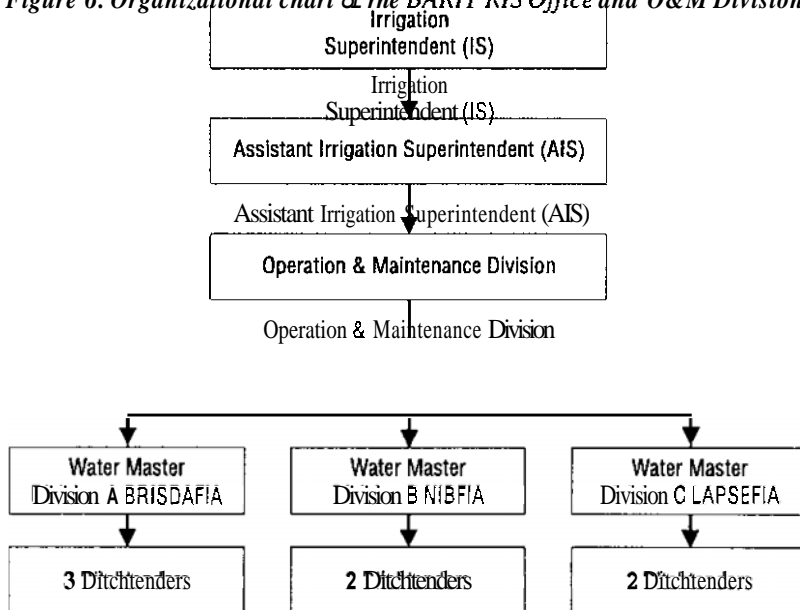 Figure 6. Organizational chart of the BARIT RIS Office and O&M Division
Irrigation
Superintendent (IS)
Irrigation
Superintendent (IS)
Assistant Irrigation Superintendent (AIS)
Assistant Irrigation Superintendent (AIS)
Operation & Maintenance Division
Operation & Maintenance Division
Water Master
Division A BRISDAFIA
Water Master
Division B NIBFIA
Water Master
Division C LAPSEFIA
3 Ditchtenders
2 Ditchtenders
2 Ditchtenders